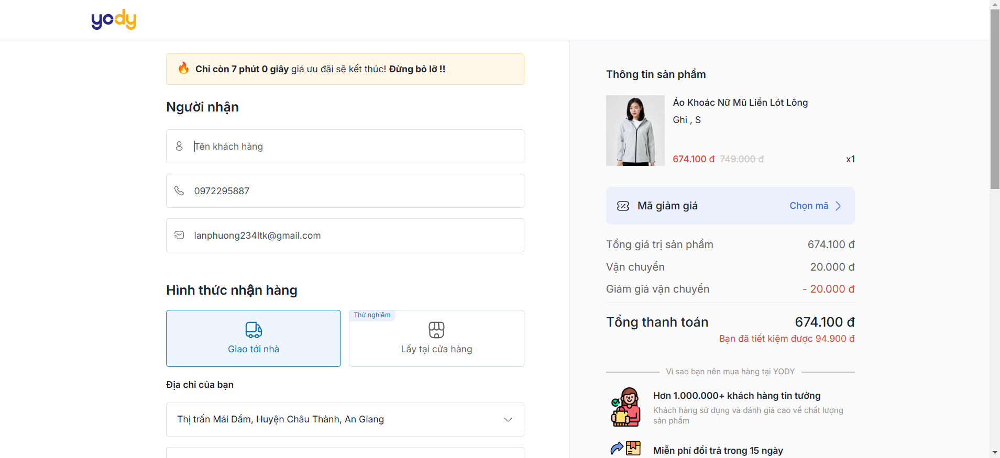 yody
Chỉ còn 7 phút 0 giây giá ưu đãi sẽ kết thúc! Đừng bỏ lỡ !!
Người nhận
Tên khách hàng
0972295887
lanphuong234ltk@gmail.com
Hình thức nhận hàng
Giao tới nhà
Thử nghiệm
Lấy tại cửa hàng
Địa chỉ của bạn
Thị trấn Mái Dầm, Huyện Châu Thành, An Giang
Thông tin sản phẩm
Áo Khoác Nữ Mũ Liền Lót Lông
Ghi , S
674.100 đ 749.000 đ x1
Mã giảm giá Chọn mã
Tổng giá trị sản phẩm 674.100 đ
Vận chuyển 20.000 đ
Giảm giá vận chuyển - 20.000 đ
Tổng thanh toán 674.100 đ
Bạn đã tiết kiệm được 94.900 đ
Vì sao bạn nên mua hàng tại YODY
Hơn 1.000.000+ khách hàng tin tưởng
Khách hàng sử dụng và đánh giá cao về chất lượng
sản phẩm
Miễn phí đổi trả trong 15 ngày